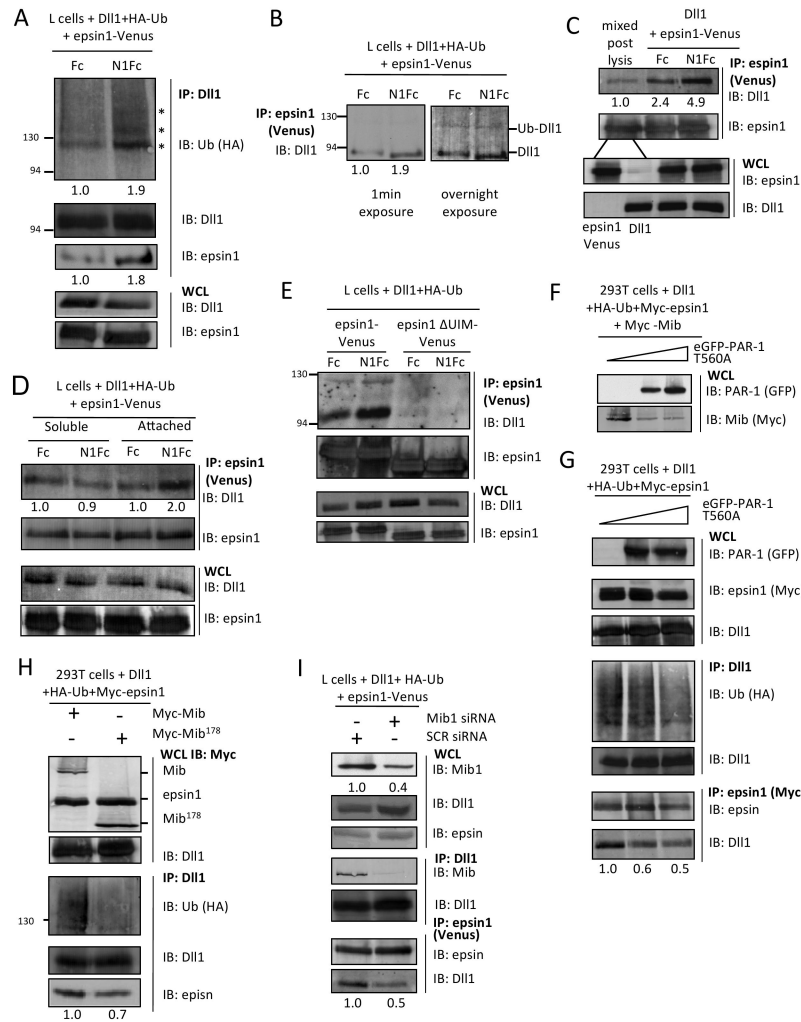 A
L cells + Dll1+HA-Ub
+ epsin1-Venus
Fc N1Fc
IP: Dll1
*
*
130
* IB: Ub (HA)
94
1.0 1.9
IB: Dll1
94
IB: epsin1
1.0 1.8
WCL
IB: Dll1
IB: epsin1
B
L cells + Dll1+HA-Ub
+ epsin1-Venus
Fc N1Fc Fc N1Fc
IP: epsin1
(Venus)
130
Ub-Dll1
IB: Dll1
Dll1
94
1.0 1.9
1min
exposure
overnight
exposure
C
mixed
post
lysis
Dll1
+ epsin1-Venus
Fc N1Fc
IP: espin1
(Venus)
IB: Dll1
1.0 2.4 4.9
IB: epsin1
WCL
IB: epsin1
IB: Dll1
epsin1
Venus
Dll1
D
L cells + Dll1+HA-Ub
+ epsin1-Venus
Soluble Attached
Fc N1Fc Fc N1Fc
IP: epsin1
(Venus)
IB: Dll1
1.0 0.9 1.0 2.0
IB: epsin1
WCL
IB: Dll1
IB: epsin1
E
L cells + Dll1+HA-Ub
epsin1-
Venus
epsin1 ΔUIM-
Venus
Fc N1Fc Fc N1Fc
130
IP: epsin1
(Venus)
IB: Dll1
94
IB: epsin1
WCL
IB: Dll1
IB: epsin1
F
293T cells + Dll1
+HA-Ub+Myc-epsin1
+ Myc -Mib
eGFP-PAR-1
T560A
WCL
IB: PAR-1 (GFP)
IB: Mib (Myc)
G
293T cells + Dll1
+HA-Ub+Myc-epsin1
eGFP-PAR-1
T560A
WCL
IB: PAR-1 (GFP)
IB: epsin1 (Myc
IB: Dll1
IP: Dll1
IB: Ub (HA)
IB: Dll1
IP: epsin1 (Myc
IB: epsin
IB: Dll1
1.0 0.6 0.5
H
293T cells + Dll1
+HA-Ub+Myc-epsin1
+ – Myc-Mib
– + Myc-Mib178
WCL IB: Myc
Mib
epsin1
Mib178
IB: Dll1
IP: Dll1
IB: Ub (HA)
130
IB: Dll1
IB: episn
1.0 0.7
I
L cells + Dll1+ HA-Ub
+ epsin1-Venus
– + Mib1 siRNA
+ – SCR siRNA
WCL
IB: Mib1
1.0 0.4
IB: Dll1
IB: epsin
IP: Dll1
IB: Mib
IB: Dll1
IP: epsin1
(Venus)
IB: epsin
IB: Dll1
1.0 0.5